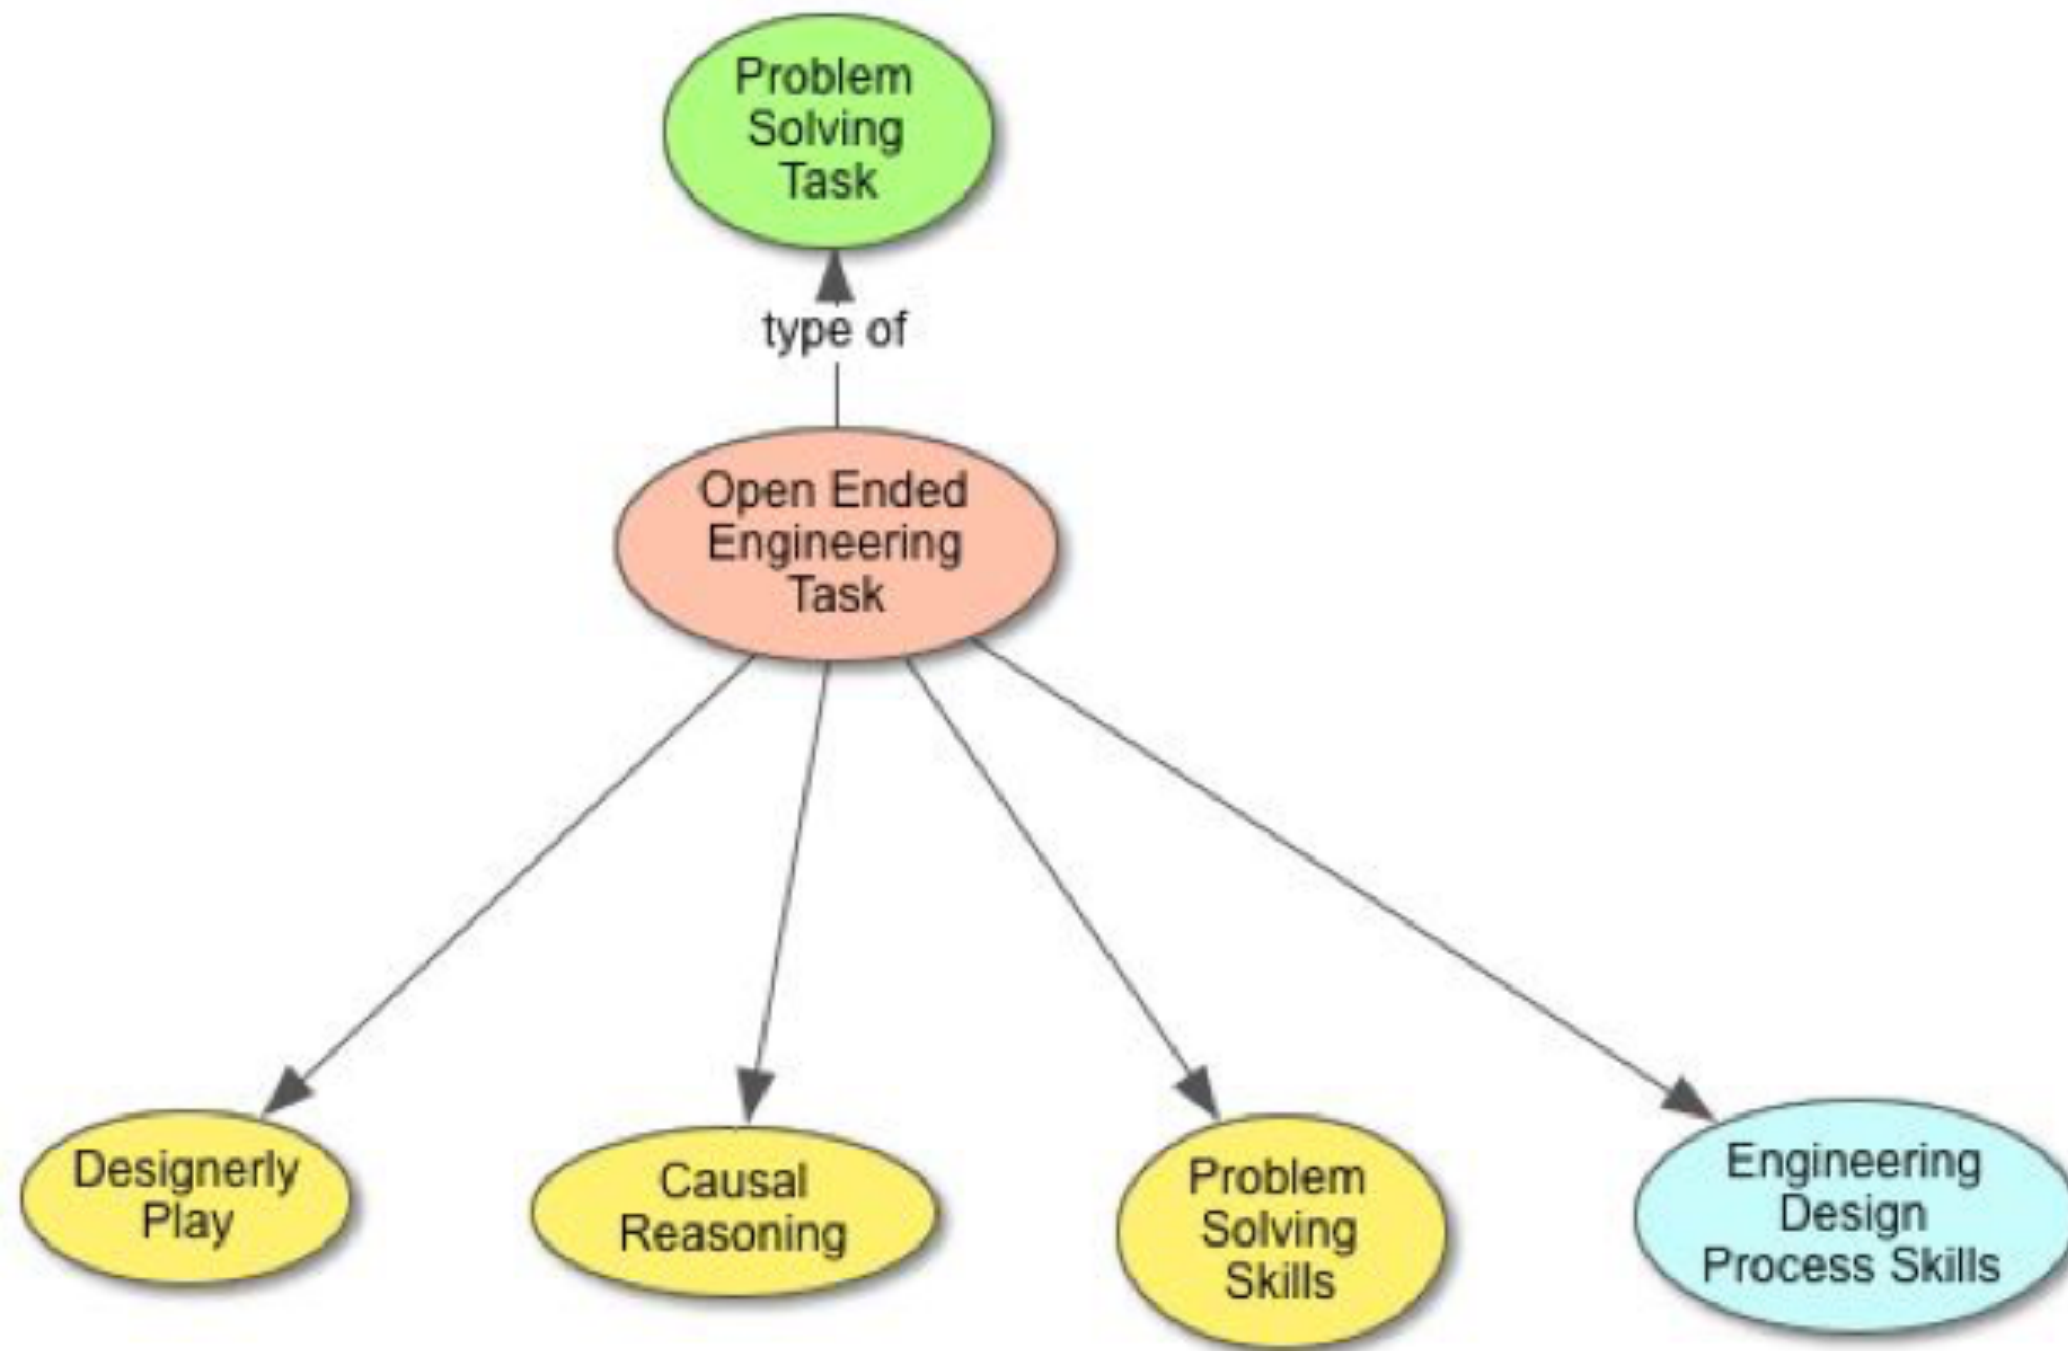 Problem
Solving
Task
type of
Open Ended
Engineering
Task
Designerly
Play
Causal
Reasoning
Problem
Solving
Skills
Engineering
Design
Process Skills